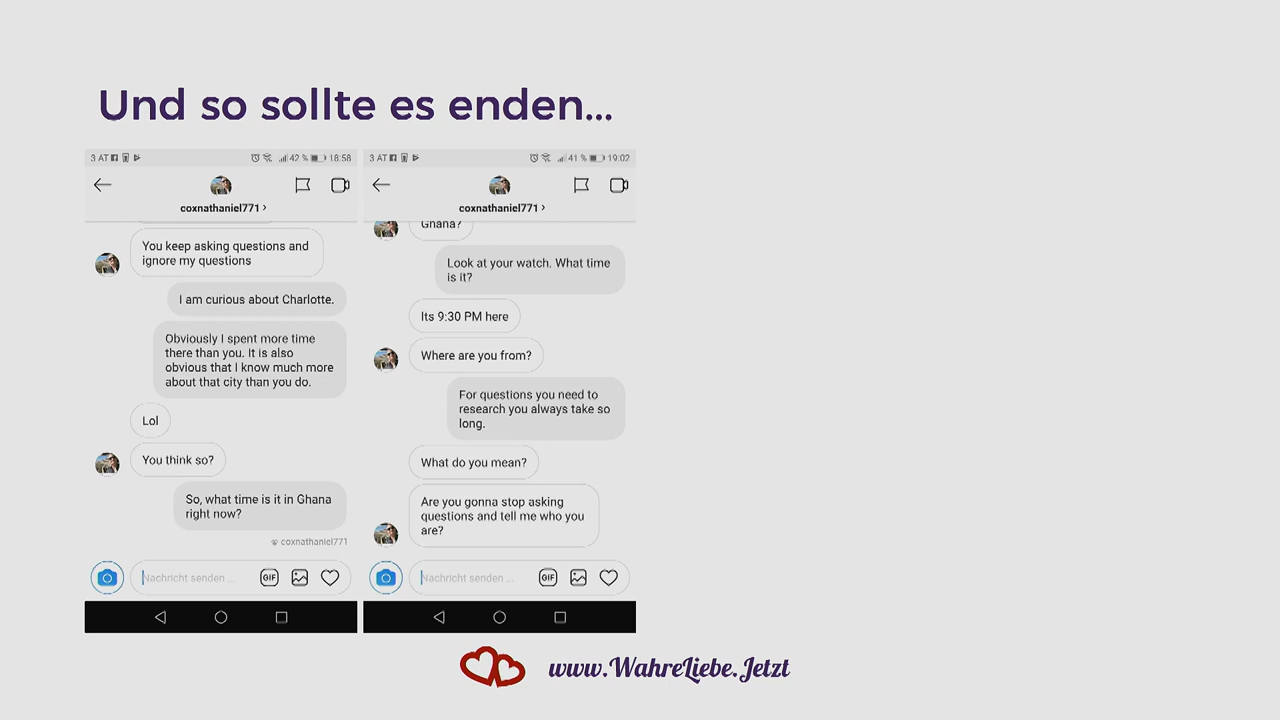 Und so sollte es enden...
3 AT
42 % 18:58
coxnathaniel771 >
You keep asking questions and
ignore my questions
I am curious about Charlotte.
Obviously I spent more time
there than you. It is also
obvious that I know much more
about that city than you do.
Lol
You think so?
So, what time is it in Ghana
right now?
coxnathaniel771
Nachricht senden ...
GIF
3 AT
41 % 19:02
coxnathaniel771 >
Ghana?
Look at your watch. What time
is it?
Its 9:30 PM here
Where are you from?
For questions you need to
research you always take so
long.
What do you mean?
Are you gonna stop asking
questions and tell me who you
are?
Nachricht senden ...
GIF
www.WahreLiebe.Jetzt